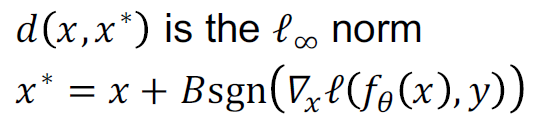 d(x,x*) is the ℓ∞ norm
x* = x + Bsgn(∇ₓℓ(f_θ(x), y))